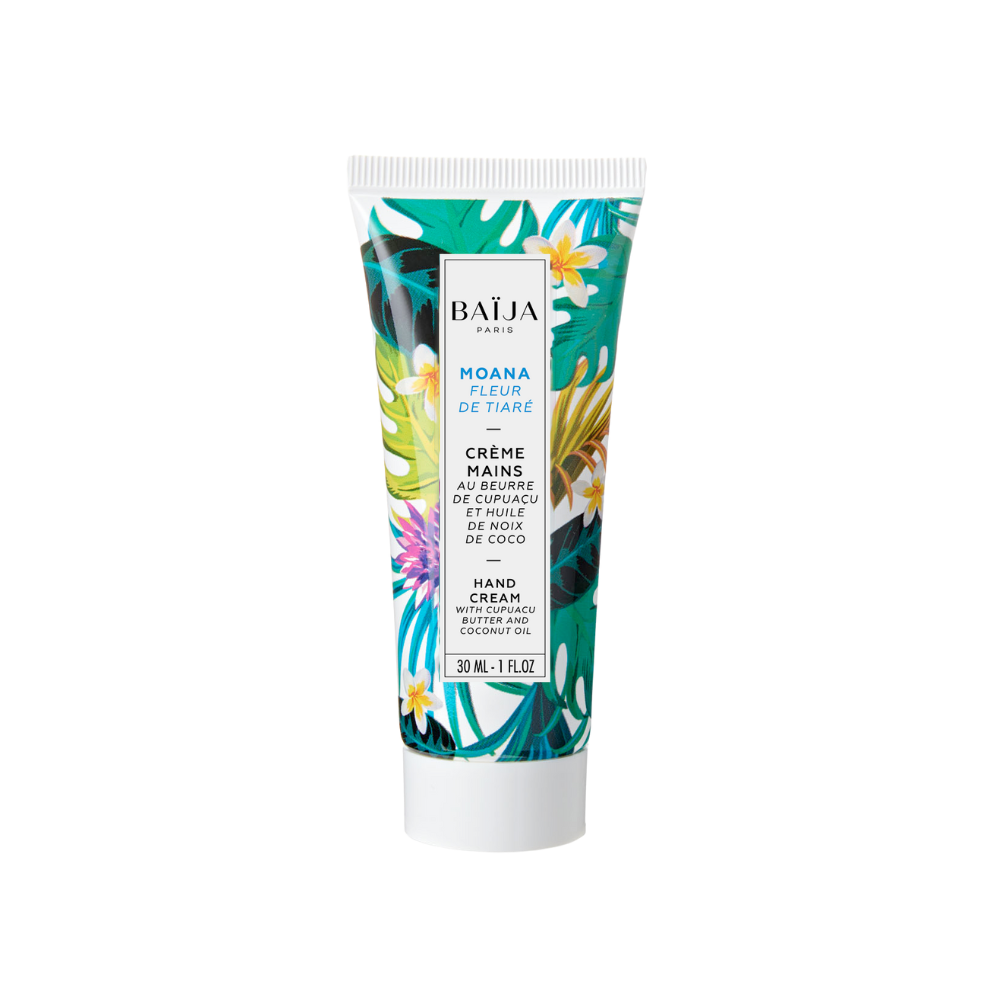 BAÏJA
PARIS
MOANA
FLEUR
DE TIARÉ
—
CRÈME
MAINS
AU BEURRE
DE CUPUAÇU
ET HUILE
DE NOIX
DE COCO
—
HAND
CREAM
WITH CUPUACU
BUTTER AND
COCONUT OIL
30 ML - 1 FL.OZ